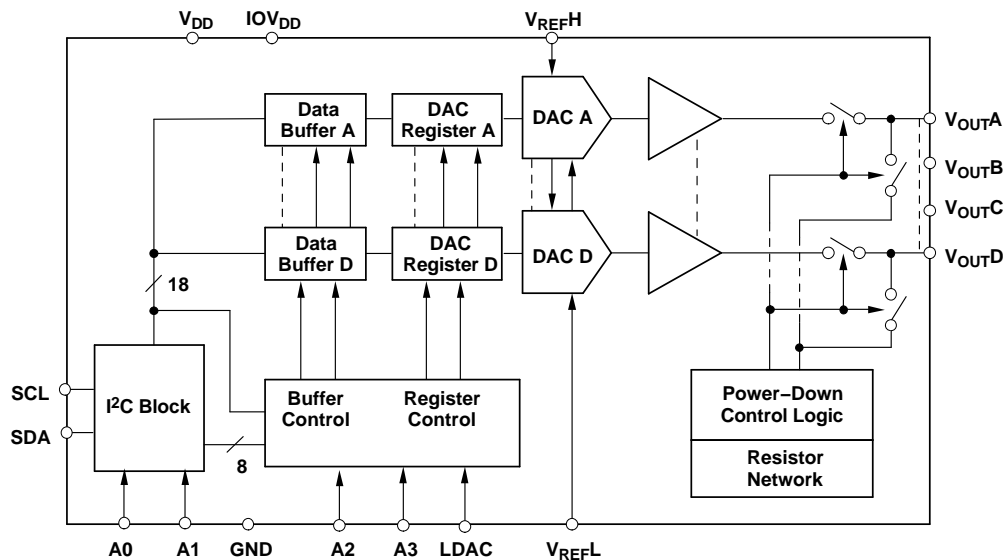 VDD IOVDD VREFH
Data
Buffer A
DAC
Register A
DAC A
VOUTA
VOUTB
VOUTC
Data
Buffer D
DAC
Register D
DAC D
VOUTD
18
SCL
SDA
I²C Block
Buffer
Control
Register
Control
8
Power−Down
Control Logic
Resistor
Network
A0 A1 GND A2 A3 LDAC VREFL